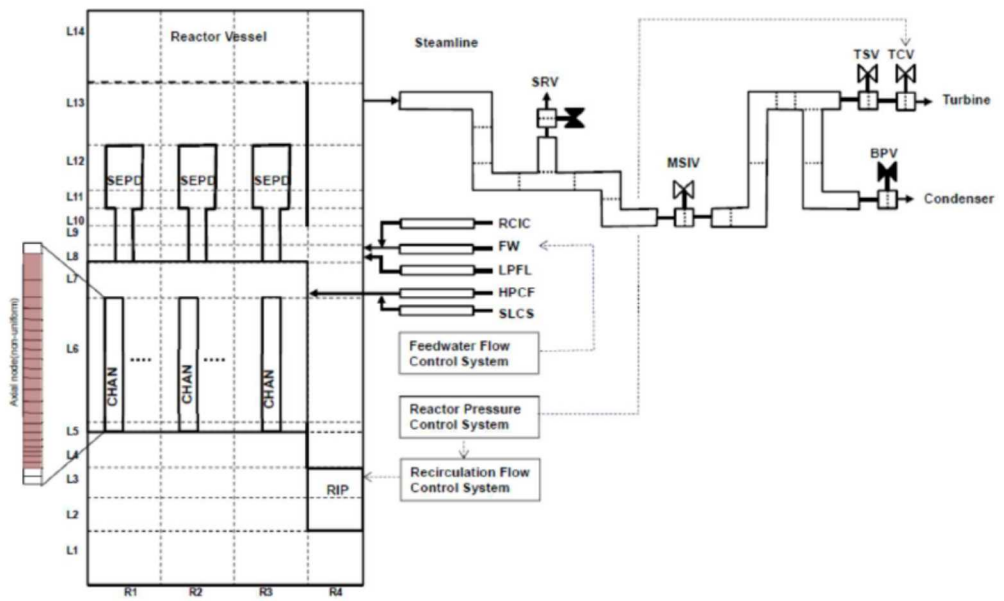 L14
Reactor Vessel
Steamline
TSV TCV
SRV
L13
Turbine
MSIV
BPV
L12
SEPD SEPD SEPD
L11
Condenser
L10
L9
RCIC
FW
L8
LPFL
L7
HPCF
SLCS
Axial node(non-uniform)
L6
Feedwater Flow
Control System
CHAN CHAN CHAN
Reactor Pressure
Control System
L5
L4
Recirculation Flow
Control System
L3
RIP
L2
L1
R1 R2 R3 R4